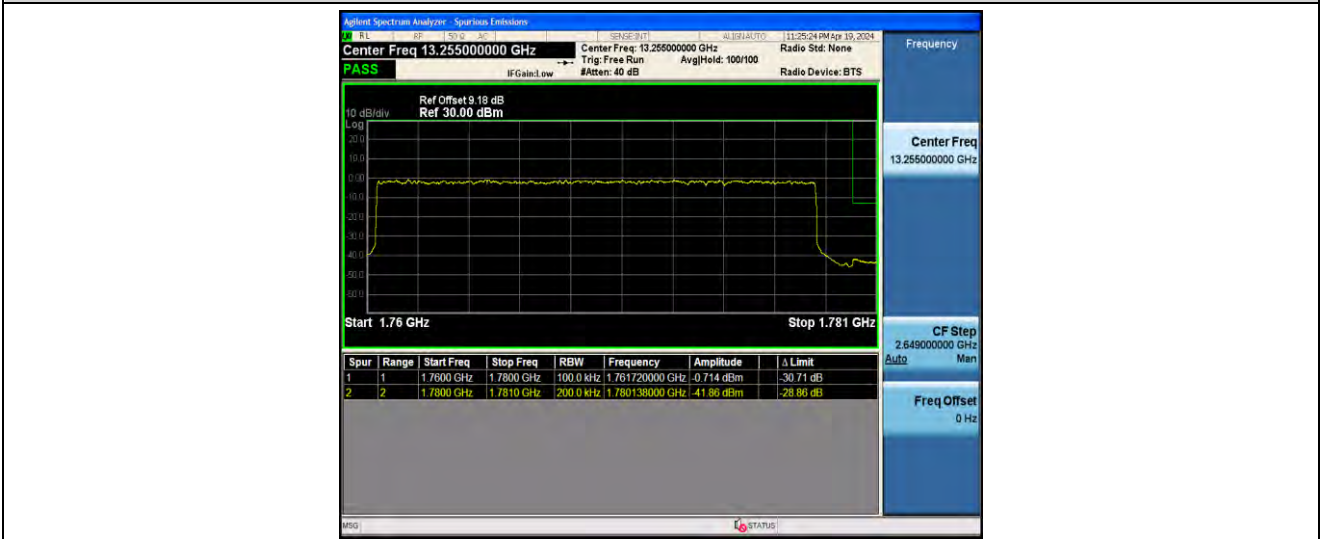 Agilent Spectrum Analyzer - Spurious Emissions
RL RF 50 Ω AC SENSE:INT ALIGNAUTO 11:25:24 PM Apr 19, 2024
Center Freq 13.255000000 GHz Center Freq: 13.255000000 GHz Radio Std: None
Trig: Free Run Avg|Hold: 100/100
PASS IFGain:Low #Atten: 40 dB Radio Device: BTS
Frequency
Ref Offset 9.18 dB
10 dB/div Ref 30.00 dBm
Log
20.0
10.0
0.00
-10.0
-20.0
-30.0
-40.0
-50.0
-60.0
Start 1.76 GHz Stop 1.781 GHz
Center Freq
13.255000000 GHz
CF Step
2.649000000 GHz
Auto Man
Freq Offset
0 Hz
Spur Range Start Freq Stop Freq RBW Frequency Amplitude Δ Limit
1 1 1.7600 GHz 1.7800 GHz 100.0 kHz 1.761720000 GHz -0.714 dBm -30.71 dB
2 2 1.7800 GHz 1.7810 GHz 200.0 kHz 1.780138000 GHz -41.86 dBm -28.86 dB
MSG STATUS